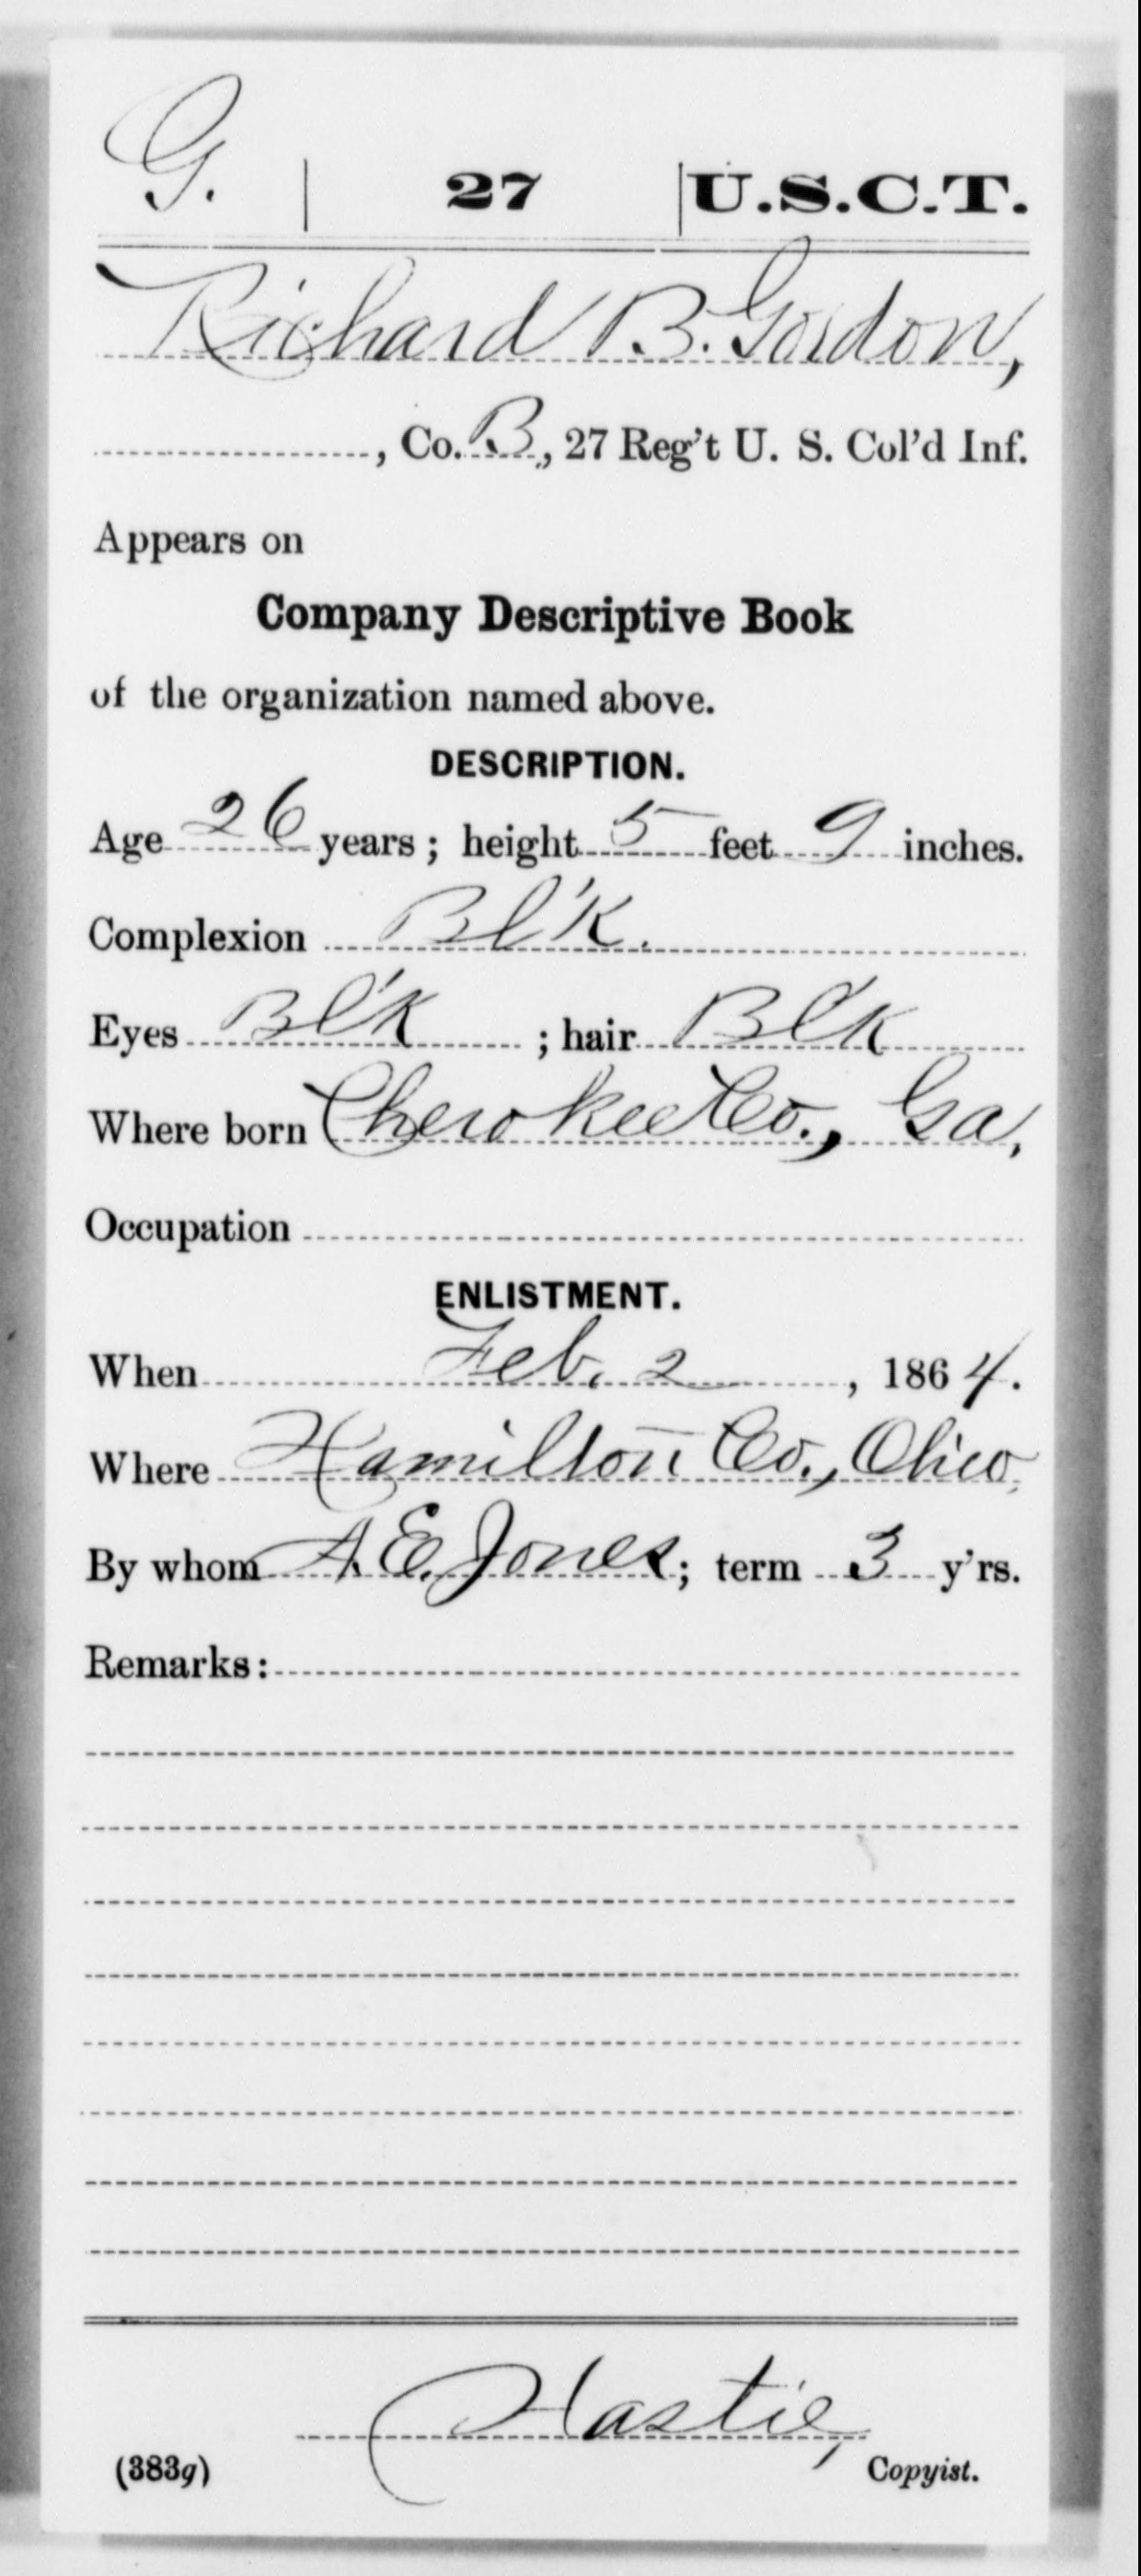 G. | 27 | U.S.C.T.
Richard B. Gordon,
, Co. B., 27 Reg't U. S. Col'd Inf.
Appears on
Company Descriptive Book
of the organization named above.
DESCRIPTION.
Age 26 years; height 5 feet 9 inches.
Complexion Bl'k.
Eyes Bl'k ; hair Bl'k
Where born Cherokee Co., Ga,
Occupation
ENLISTMENT.
When Feb. 2, 1864.
Where Hamilton Co., Ohio,
By whom A. E. Jones; term 3 y'rs.
Remarks:
Hastie,
(383g) Copyist.